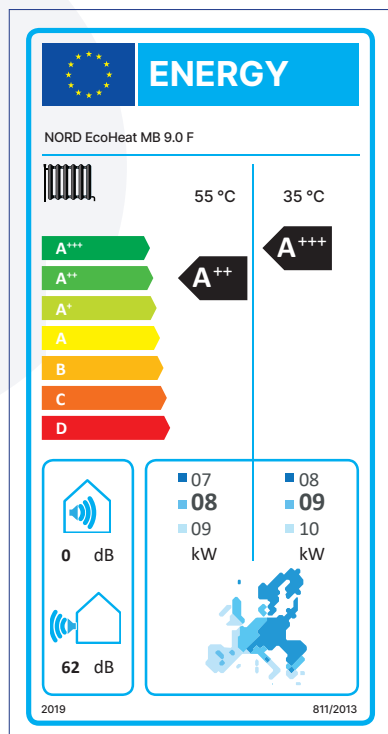 ENERGY
NORD EcoHeat MB 9.0 F
55 °C 35 °C
A+++
A+++
A++
A++
A+
A
B
C
D
07 08
08 09
09 10
kW kW
0 dB
62 dB
2019 811/2013